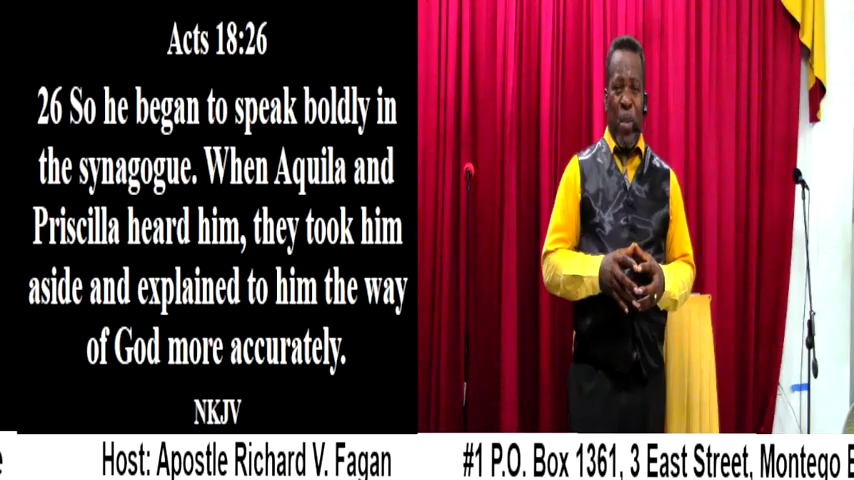 Acts 18:26
26 So he began to speak boldly in
the synagogue. When Aquila and
Priscilla heard him, they took him
aside and explained to him the way
of God more accurately.
NKJV
Host: Apostle Richard V. Fagan #1 P.O. Box 1361, 3 East Street, Montego